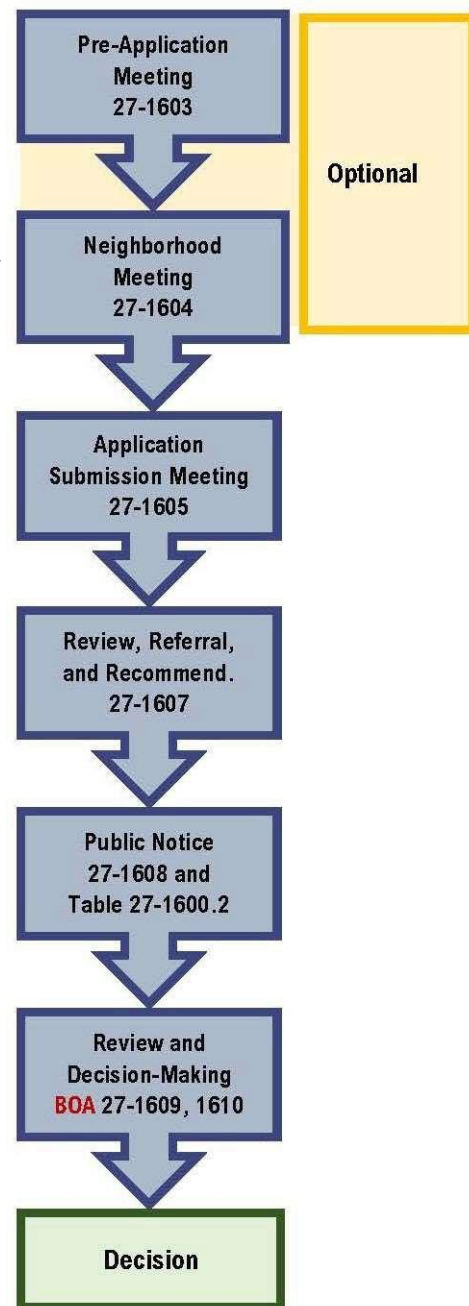 Pre-Application
Meeting
27-1603
Optional
Neighborhood
Meeting
27-1604
Application
Submission Meeting
27-1605
Review, Referral,
and Recommend.
27-1607
Public Notice
27-1608 and
Table 27-1600.2
Review and
Decision-Making
BOA 27-1609, 1610
Decision